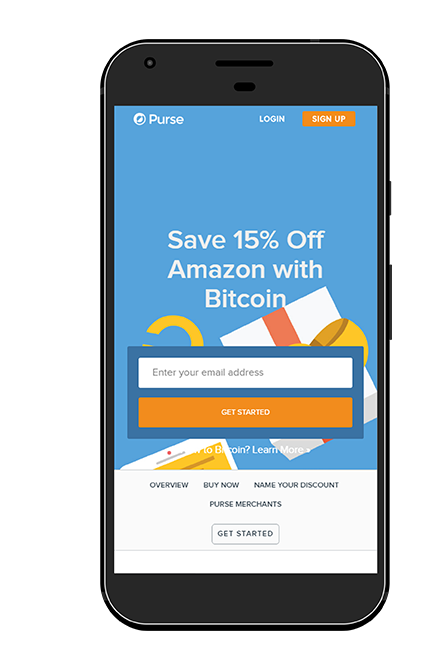 Purse
LOGIN
SIGN UP
Save 15% Off
Amazon with
Bitcoin
Enter your email address
GET STARTED
to Bitcoin? Learn More »
OVERVIEW
BUY NOW
NAME YOUR DISCOUNT
PURSE MERCHANTS
GET STARTED